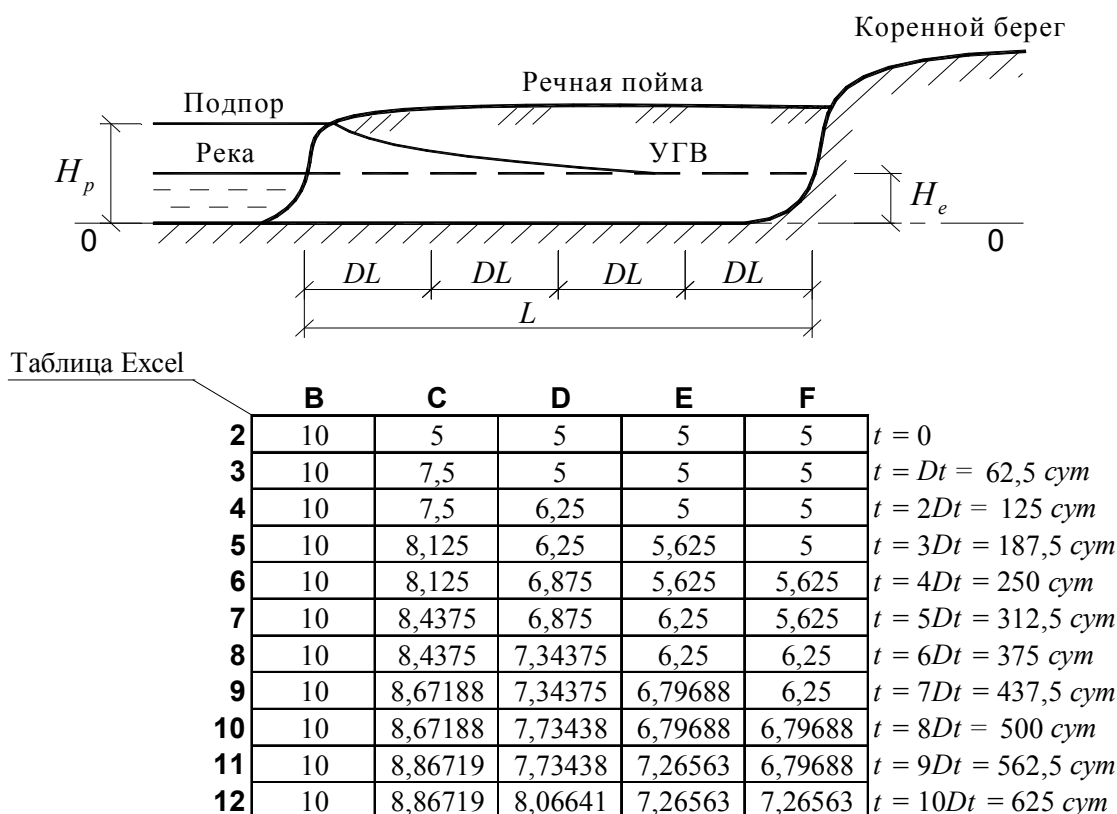 Коренной берег
Речная пойма
Подпор
Река
УГВ
H_p
H_e
0
0
DL DL DL DL
L
Таблица Excel
B C D E F
2 10 5 5 5 5 t = 0
3 10 7,5 5 5 5 t = Dt = 62,5 сут
4 10 7,5 6,25 5 5 t = 2Dt = 125 сут
5 10 8,125 6,25 5,625 5 t = 3Dt = 187,5 сут
6 10 8,125 6,875 5,625 5,625 t = 4Dt = 250 сут
7 10 8,4375 6,875 6,25 5,625 t = 5Dt = 312,5 сут
8 10 8,4375 7,34375 6,25 6,25 t = 6Dt = 375 сут
9 10 8,67188 7,34375 6,79688 6,25 t = 7Dt = 437,5 сут
10 10 8,67188 7,73438 6,79688 6,79688 t = 8Dt = 500 сут
11 10 8,86719 7,73438 7,26563 6,79688 t = 9Dt = 562,5 сут
12 10 8,86719 8,06641 7,26563 7,26563 t = 10Dt = 625 сут